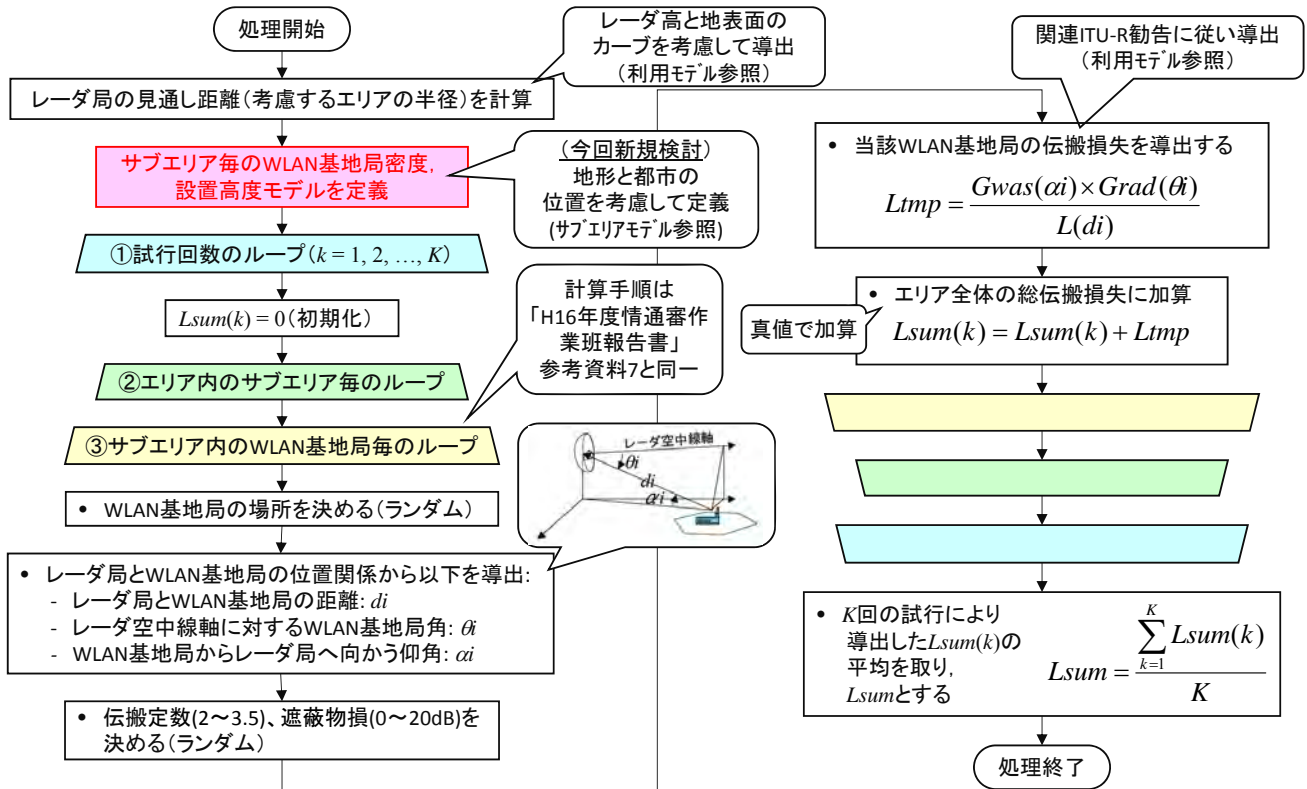 処理開始
レーダ高と地表面の
カーブを考慮して導出
（利用モデル参照）
レーダ局の見通し距離（考慮するエリアの半径）を計算
サブエリア毎のWLAN基地局密度，
設置高度モデルを定義
（今回新規検討）
地形と都市の
位置を考慮して定義
(サブエリアモデル参照)
①試行回数のループ（k = 1, 2, …, K）
Lsum(k) = 0（初期化）
計算手順は
「H16年度情通審作
業班報告書」
参考資料7と同一
②エリア内のサブエリア毎のループ
③サブエリア内のWLAN基地局毎のループ
レーダ空中線軸
θi
di
αi
• WLAN基地局の場所を決める（ランダム）
• レーダ局とWLAN基地局の位置関係から以下を導出:
- レーダ局とWLAN基地局の距離: di
- レーダ空中線軸に対するWLAN基地局角: θi
- WLAN基地局からレーダ局へ向かう仰角: αi
• 伝搬定数(2～3.5)、遮蔽物損(0～20dB)を
決める（ランダム）
関連ITU-R勧告に従い導出
（利用モデル参照）
• 当該WLAN基地局の伝搬損失を導出する
Ltmp = Gwas(αi) × Grad(θi) / L(di)
• エリア全体の総伝搬損失に加算
真値で加算
Lsum(k) = Lsum(k) + Ltmp
• K回の試行により
導出したLsum(k)の
平均を取り，
Lsumとする
Lsum = ∑ k=1 K Lsum(k) / K
処理終了